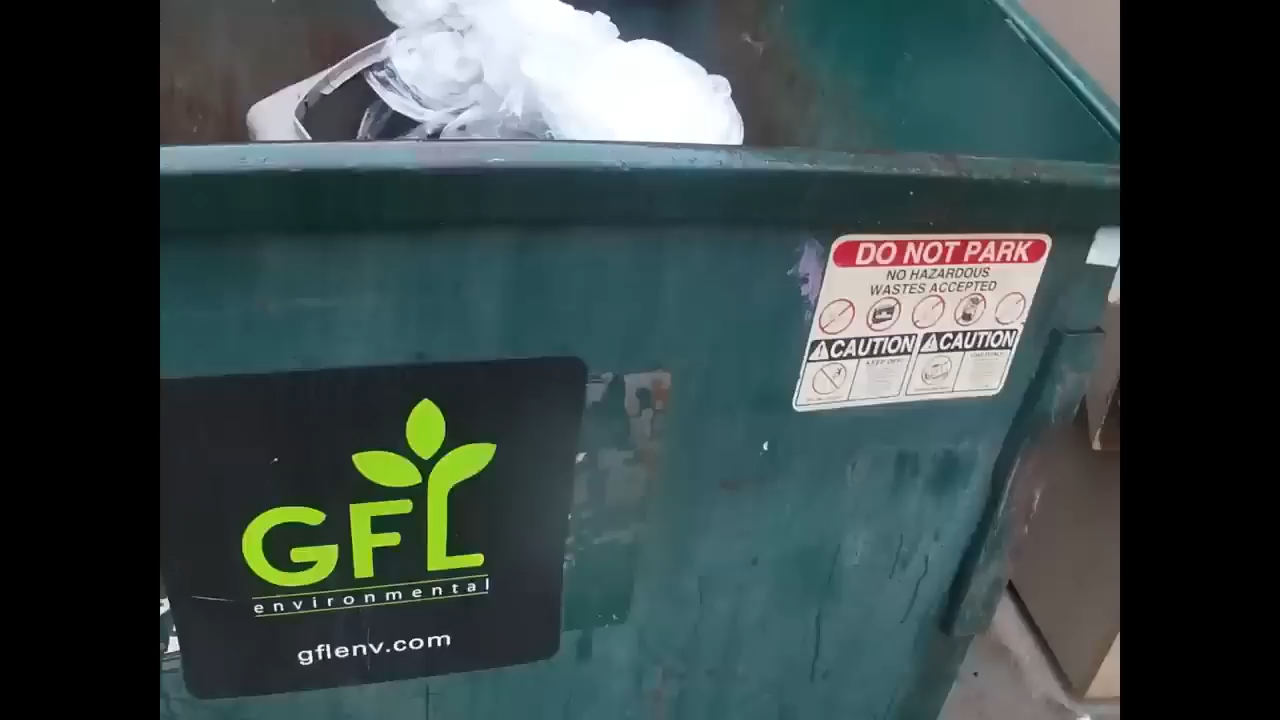 DO NOT PARK
NO HAZARDOUS
WASTES ACCEPTED
CAUTION CAUTION
GFL
environmental
gflenv.com